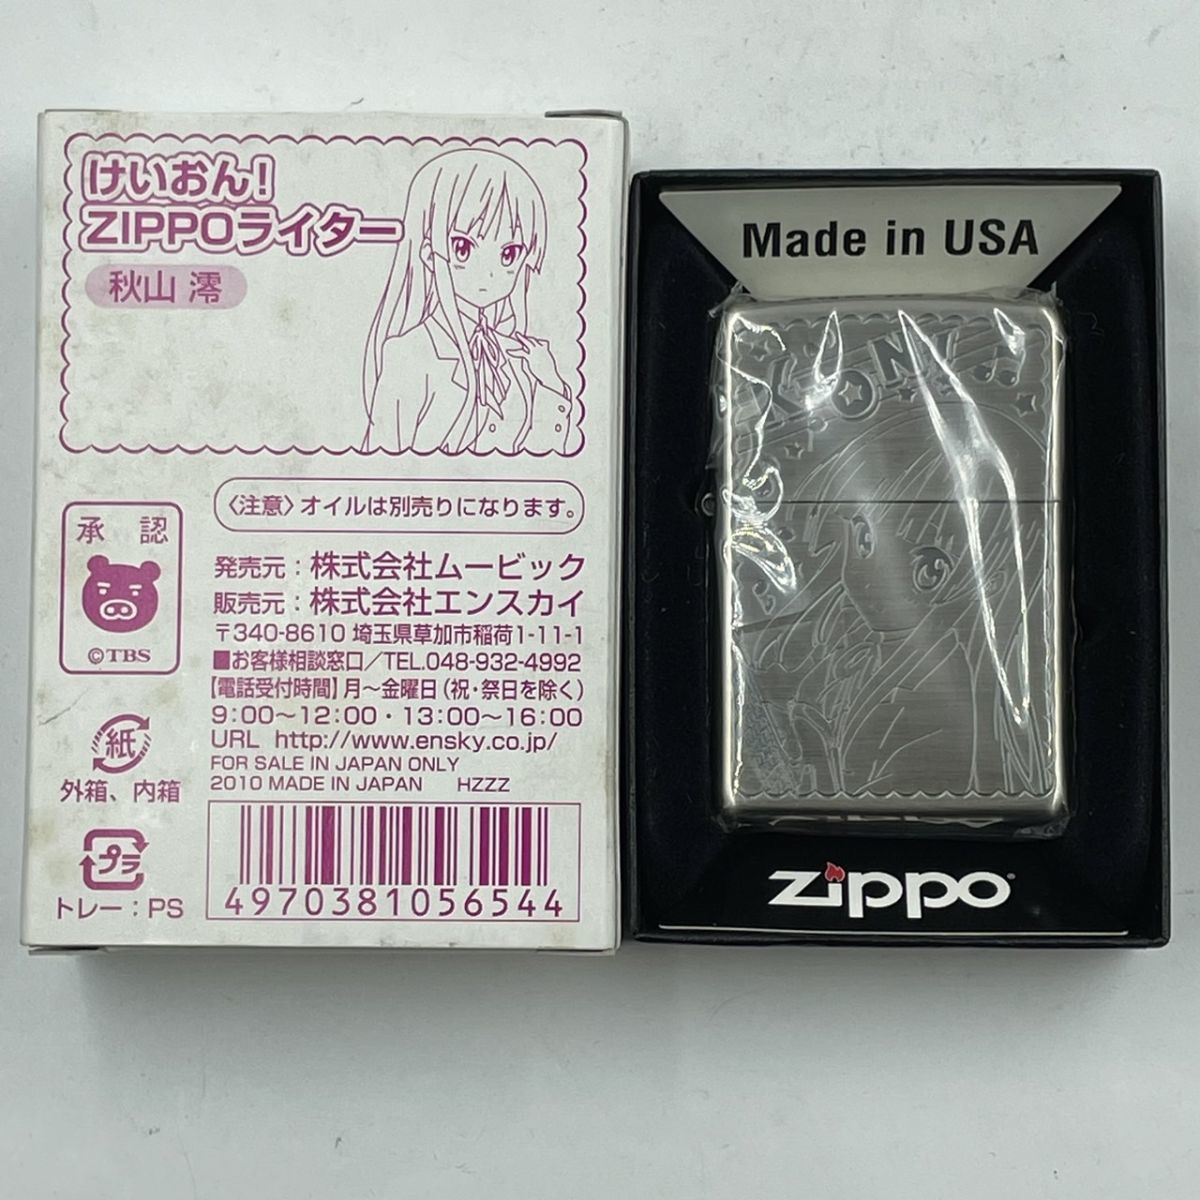 けいおん!
ZIPPOライター
秋山 澪
〈注意〉オイルは別売りになります。
承 認
©TBS
発売元：株式会社ムービック
販売元：株式会社エンスカイ
〒340-8610 埼玉県草加市稲荷1-11-1
■お客様相談窓口／TEL.048-932-4992
【電話受付時間】月〜金曜日（祝・祭日を除く）
9:00〜12:00・13:00〜16:00
URL http://www.ensky.co.jp/
FOR SALE IN JAPAN ONLY
2010 MADE IN JAPAN HZZZ
紙
外箱、内箱
プラ
トレー：PS
4970381056544
Made in USA
K-ON!
zippo